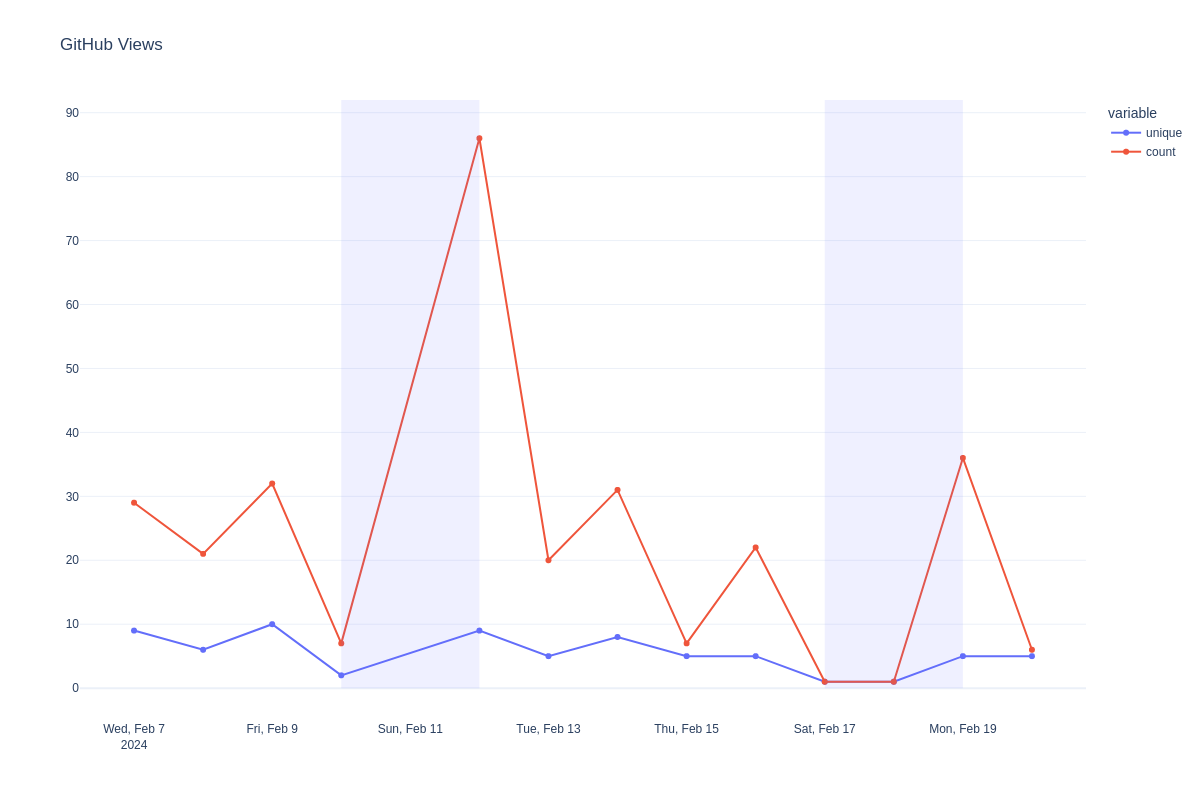 GitHub Views
variable
unique
count
90
80
70
60
50
40
30
20
10
0
Wed, Feb 7
2024
Fri, Feb 9
Sun, Feb 11
Tue, Feb 13
Thu, Feb 15
Sat, Feb 17
Mon, Feb 19